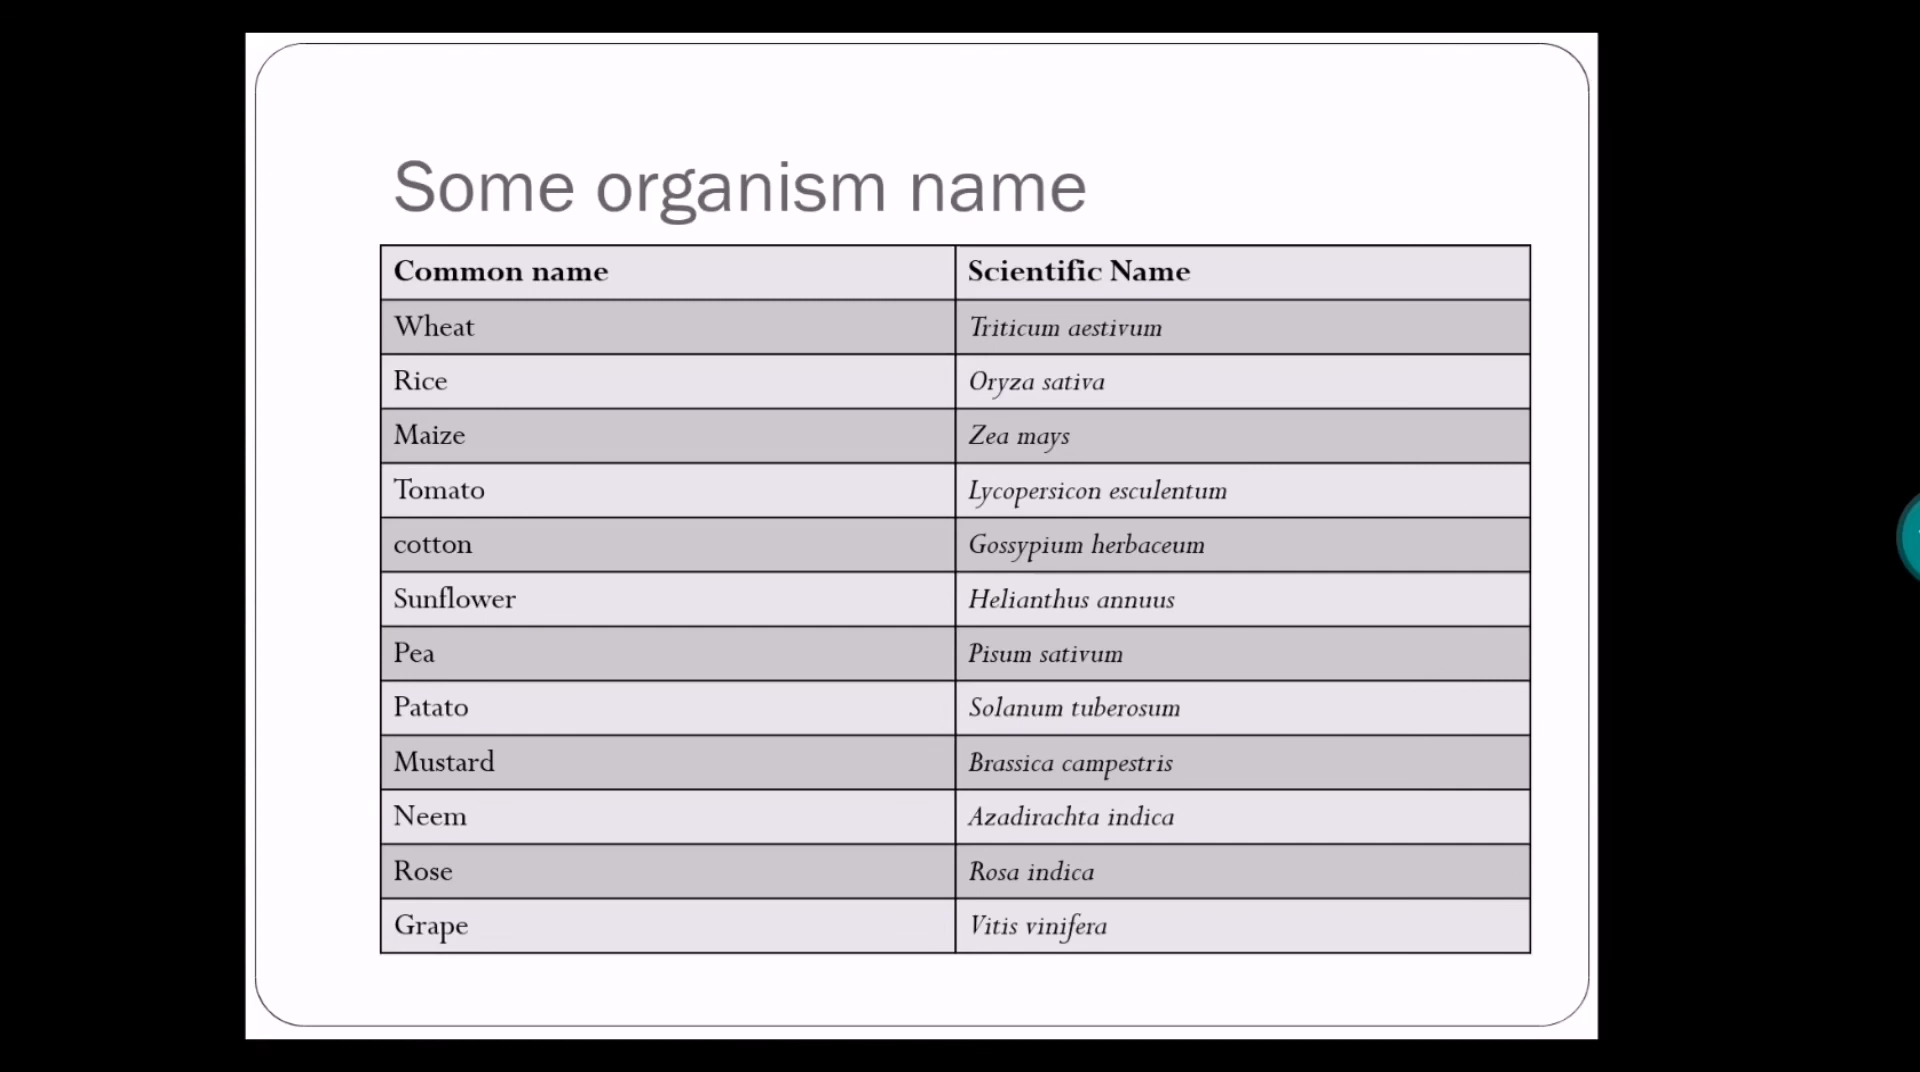 Some organism name
Common name Scientific Name
Wheat Triticum aestivum
Rice Oryza sativa
Maize Zea mays
Tomato Lycopersicon esculentum
cotton Gossypium herbaceum
Sunflower Helianthus annuus
Pea Pisum sativum
Patato Solanum tuberosum
Mustard Brassica campestris
Neem Azadirachta indica
Rose Rosa indica
Grape Vitis vinifera